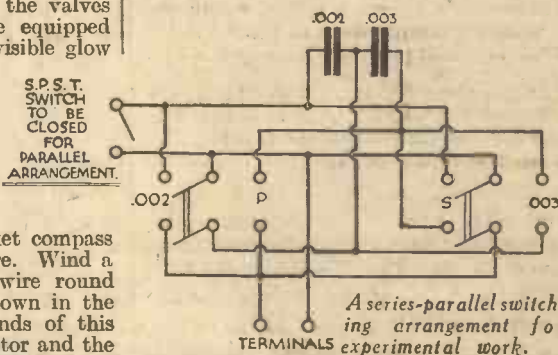 the valves
e equipped
visible glow
.002 .003
S.P.S.T.
SWITCH
TO BE
CLOSED
FOR
PARALLEL
ARRANGEMENT.
.002
P
S
003
ket compass
re. Wind a
wire round
own in the
nds of this
tor and the
TERMINALS
A series-parallel switch
ing arrangement fo
experimental work.